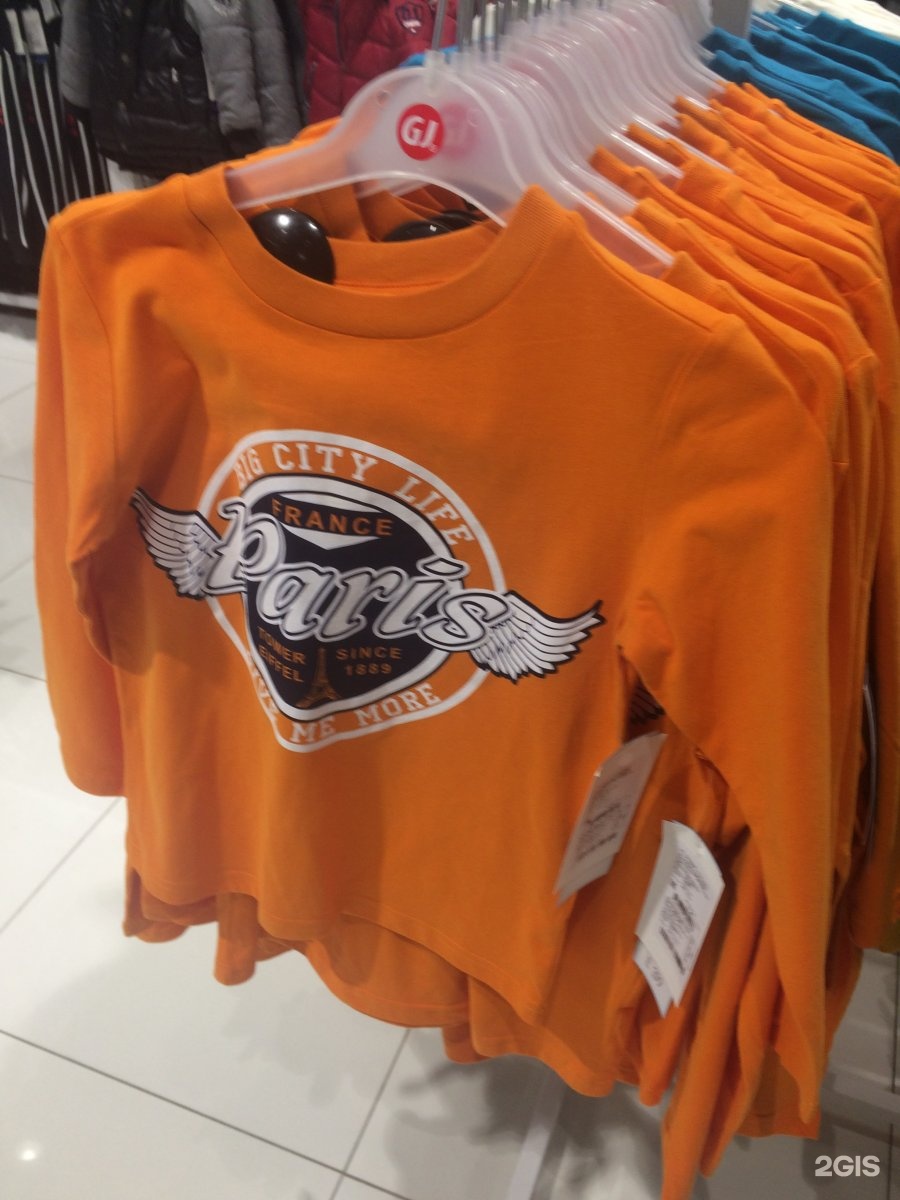 GJ
BIG CITY LIFE
FRANCE
Paris
TOWER
EIFFEL
SINCE
1889
ME MORE
2GIS